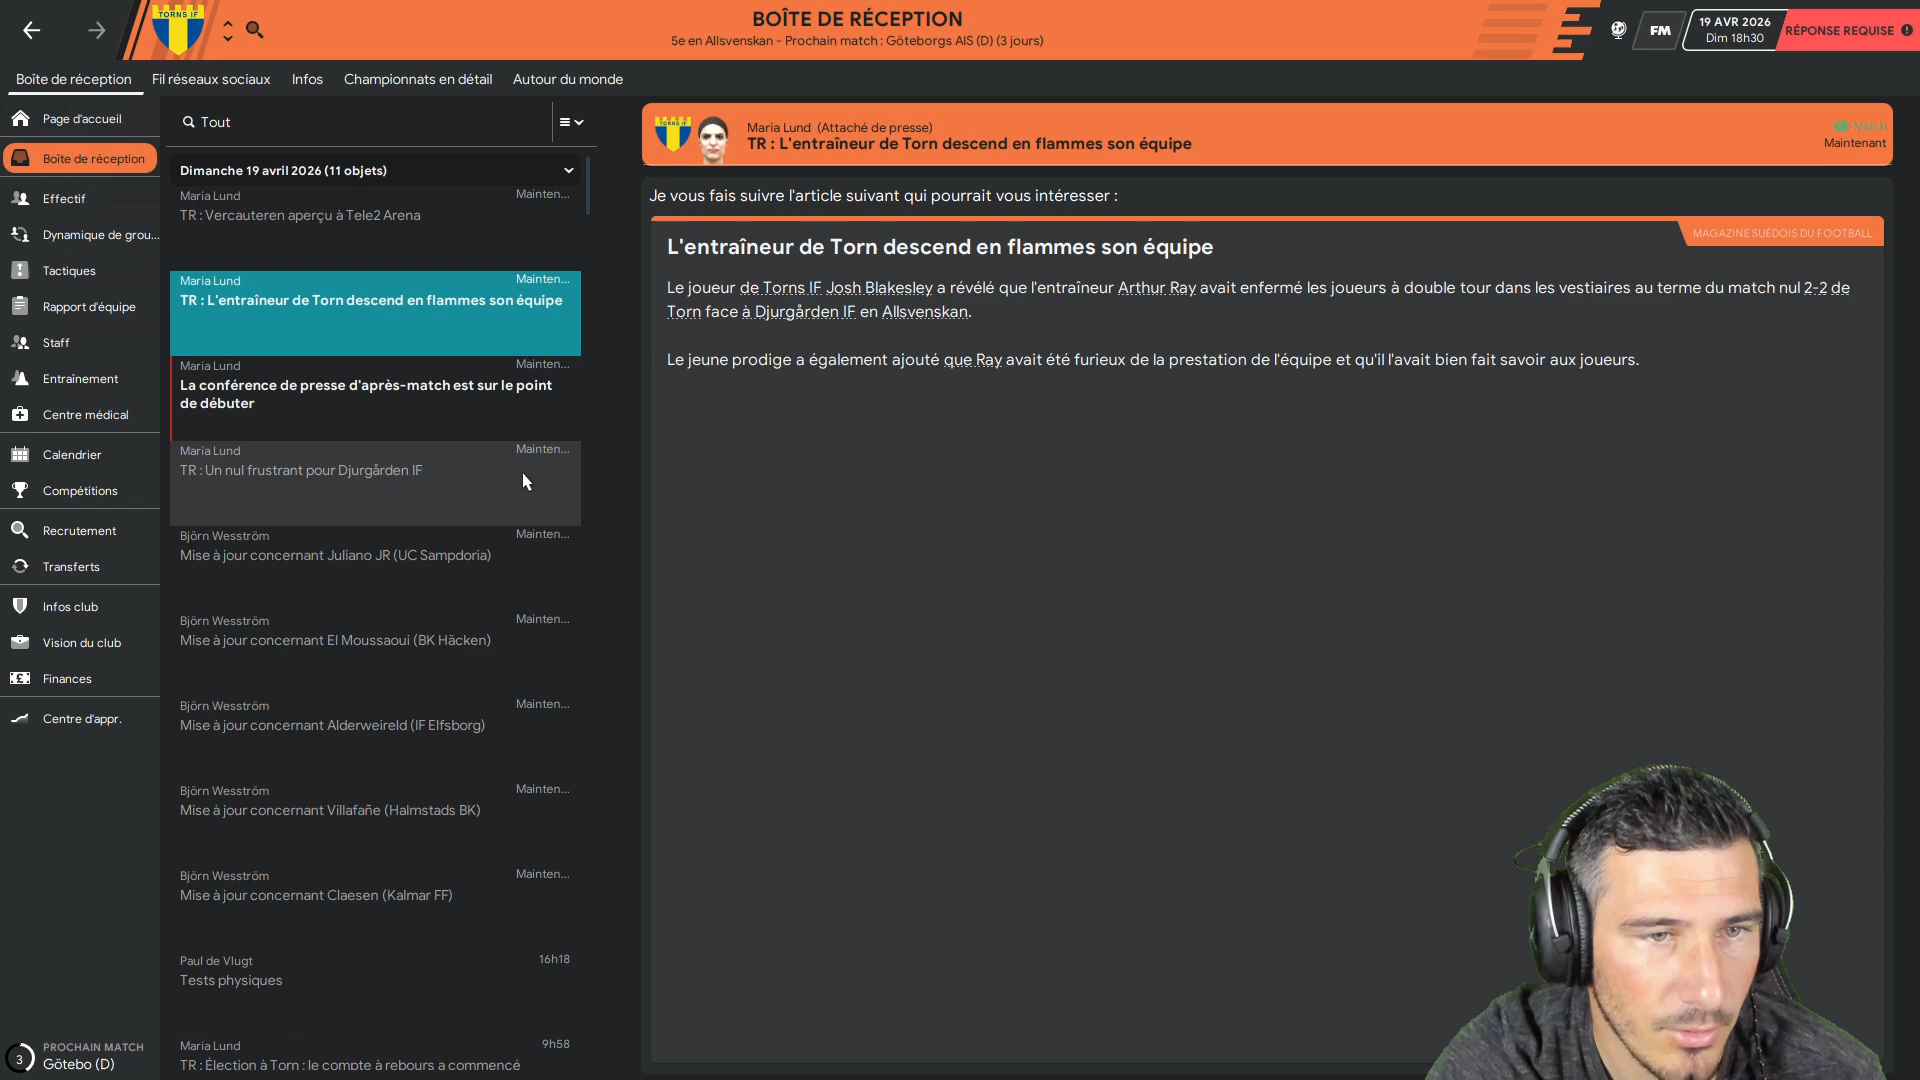 TORNS IF
BOÎTE DE RÉCEPTION
5e en Allsvenskan - Prochain match : Göteborgs AIS (D) (3 jours)
FM
19 AVR 2026
Dim 18h30
RÉPONSE REQUISE
Boîte de réception
Fil réseaux sociaux
Infos
Championnats en détail
Autour du monde
Page d'accueil
Boîte de réception
Effectif
Dynamique de grou...
Tactiques
Rapport d'équipe
Staff
Entraînement
Centre médical
Calendrier
Compétitions
Recrutement
Transferts
Infos club
Vision du club
Finances
Centre d'appr.
3
PROCHAIN MATCH
Götebo (D)
Tout
Dimanche 19 avril 2026 (11 objets)
Maria Lund
Mainten...
TR : Vercauteren aperçu à Tele2 Arena
Maria Lund
Mainten...
TR : L'entraîneur de Torn descend en flammes son équipe
Maria Lund
Mainten...
La conférence de presse d'après-match est sur le point
de débuter
Maria Lund
Mainten...
TR : Un nul frustrant pour Djurgården IF
Björn Wesström
Mainten...
Mise à jour concernant Juliano JR (UC Sampdoria)
Björn Wesström
Mainten...
Mise à jour concernant El Moussaoui (BK Häcken)
Björn Wesström
Mainten...
Mise à jour concernant Alderweireld (IF Elfsborg)
Björn Wesström
Mainten...
Mise à jour concernant Villafañe (Halmstads BK)
Björn Wesström
Mainten...
Mise à jour concernant Claesen (Kalmar FF)
Paul de Vlugt
16h18
Tests physiques
Maria Lund
9h58
TR : Élection à Torn : le compte à rebours a commencé
TORNS IF
Maria Lund (Attaché de presse)
TR : L'entraîneur de Torn descend en flammes son équipe
Match
Maintenant
Je vous fais suivre l'article suivant qui pourrait vous intéresser :
MAGAZINE SUÉDOIS DU FOOTBALL
L'entraîneur de Torn descend en flammes son équipe
Le joueur de Torns IF Josh Blakesley a révélé que l'entraîneur Arthur Ray avait enfermé les joueurs à double tour dans les vestiaires au terme du match nul 2-2 de
Torn face à Djurgården IF en Allsvenskan.
Le jeune prodige a également ajouté que Ray avait été furieux de la prestation de l'équipe et qu'il l'avait bien fait savoir aux joueurs.